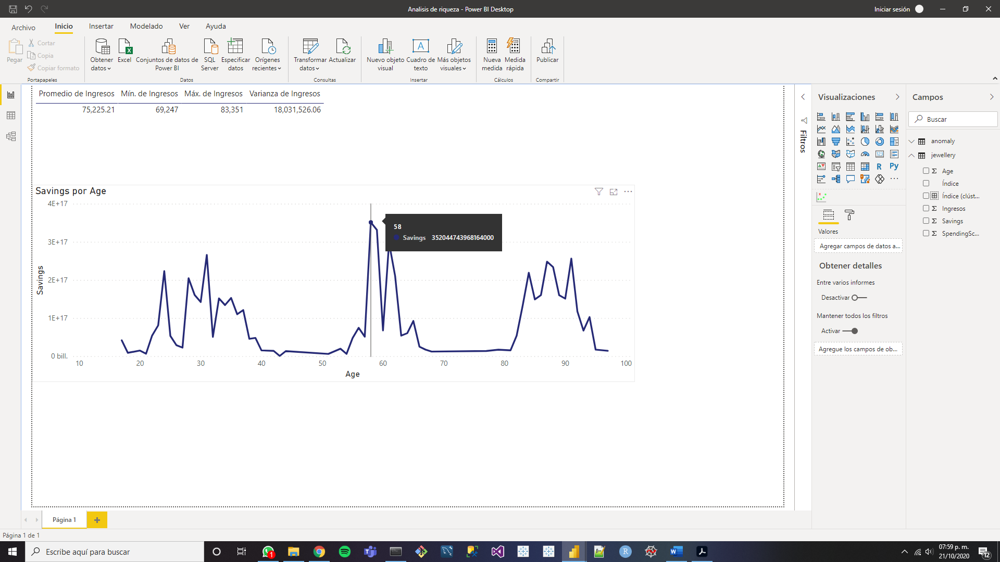 Analisis de riqueza - Power BI Desktop
Iniciar sesión
Archivo
Inicio
Insertar
Modelado
Ver
Ayuda
Pegar
Cortar
Copia
Copiar formato
Portapapeles
Obtener datos
Excel
Conjuntos de datos de Power BI
SQL Server
Especificar datos
Orígenes recientes
Datos
Transformar datos
Actualizar
Consultas
Nuevo objeto visual
Cuadro de texto
Más objetos visuales
Insertar
Nueva medida
Medida rápida
Cálculos
Publicar
Compartir
Promedio de Ingresos Mín. de Ingresos Máx. de Ingresos Varianza de Ingresos
75,225.21 69,247 83,351 18,031,526.06
Savings por Age
4E+17
3E+17
2E+17
1E+17
0 bill.
Savings
58
Savings 352044743968164000
10 20 30 40 50 60 70 80 90 100
Age
Filtros
Visualizaciones
R Py
123
Valores
Agregar campos de datos a...
Obtener detalles
Entre varios informes
Desactivar
Mantener todos los filtros
Activar
Agregue los campos de ob...
Campos
Buscar
anomaly
jewellery
Age
Índice
Índice (clúst...
Ingresos
Savings
SpendingSc...
Página 1
Página 1 de 1
Escribe aquí para buscar
1
07:59 p. m.
21/10/2020
12